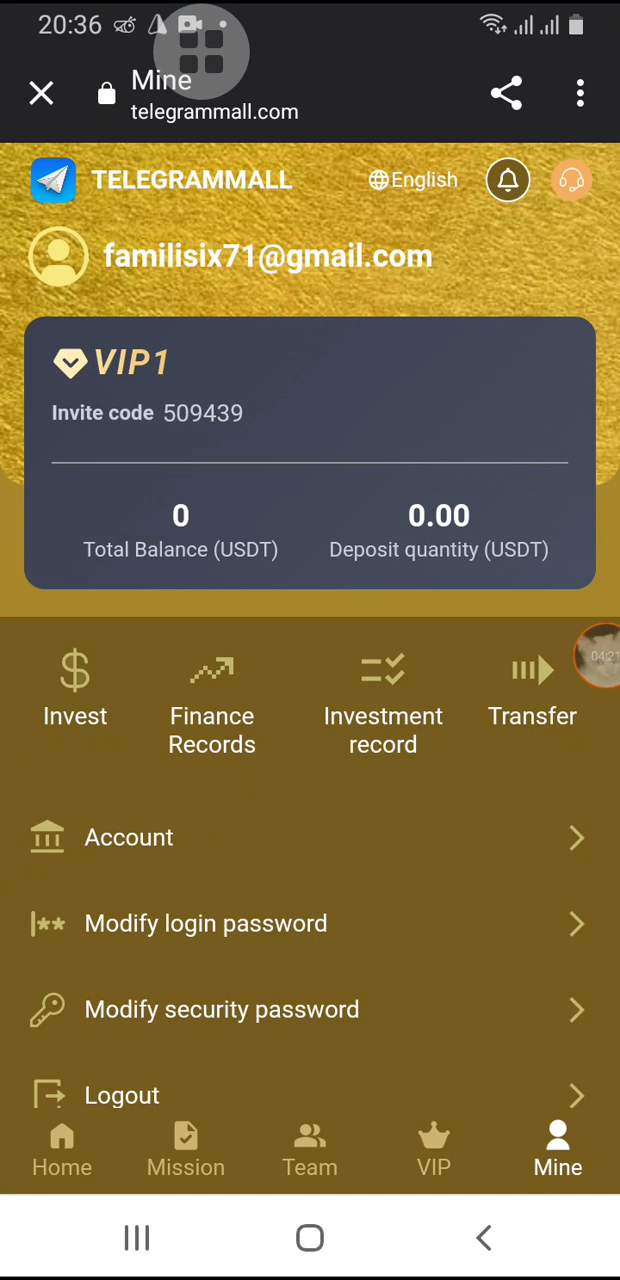 20:36
Mine
telegrammall.com
TELEGRAMMALL
English
familisix71@gmail.com
VIP1
Invite code 509439
0 0.00
Total Balance (USDT) Deposit quantity (USDT)
04:21
Invest Finance Records Investment record Transfer
Account
Modify login password
Modify security password
Logout
Home Mission Team VIP Mine